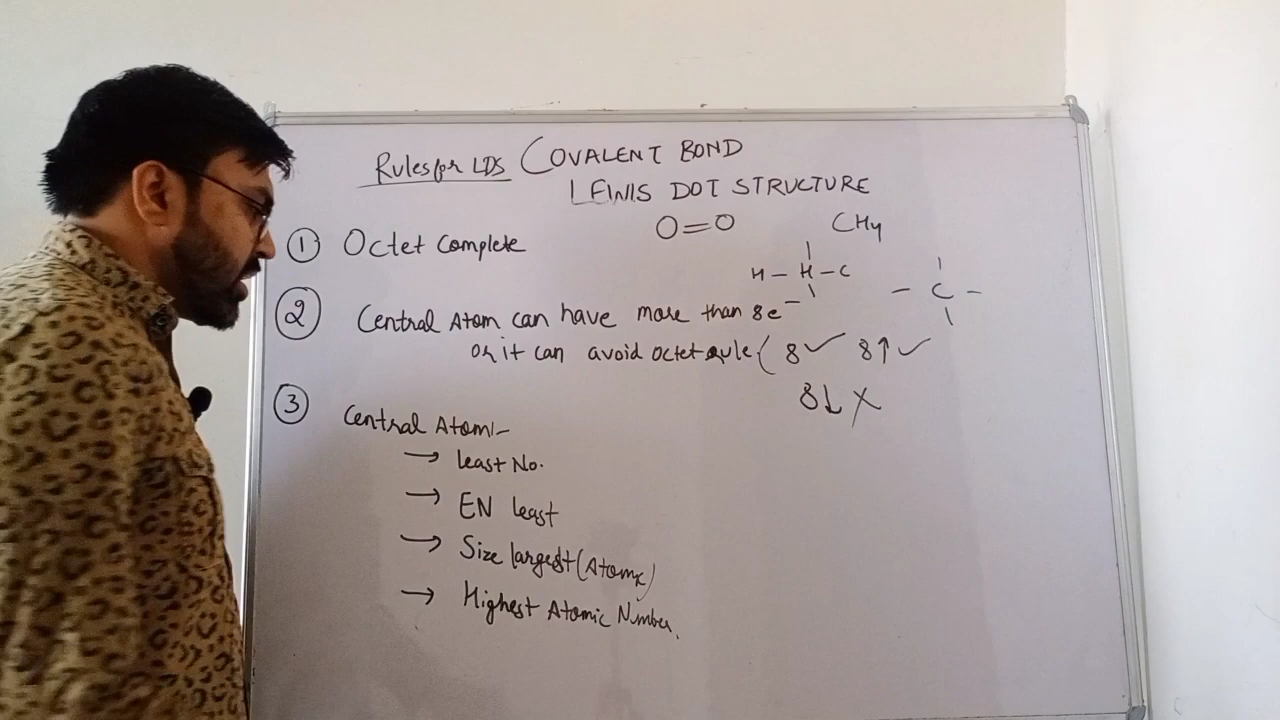 Rules for LDS COVALENT BOND
LEWIS DOT STRUCTURE
O=O CH4
① Octet Complete
H – H – C
– C –
② Central Atom can have more than 8e–
or it can avoid octet rule ( 8✓ 8↑✓
8↓ X
③ Central Atom:-
→ least No.
→ EN least
→ Size largest (Atomic)
→ Highest Atomic Number.